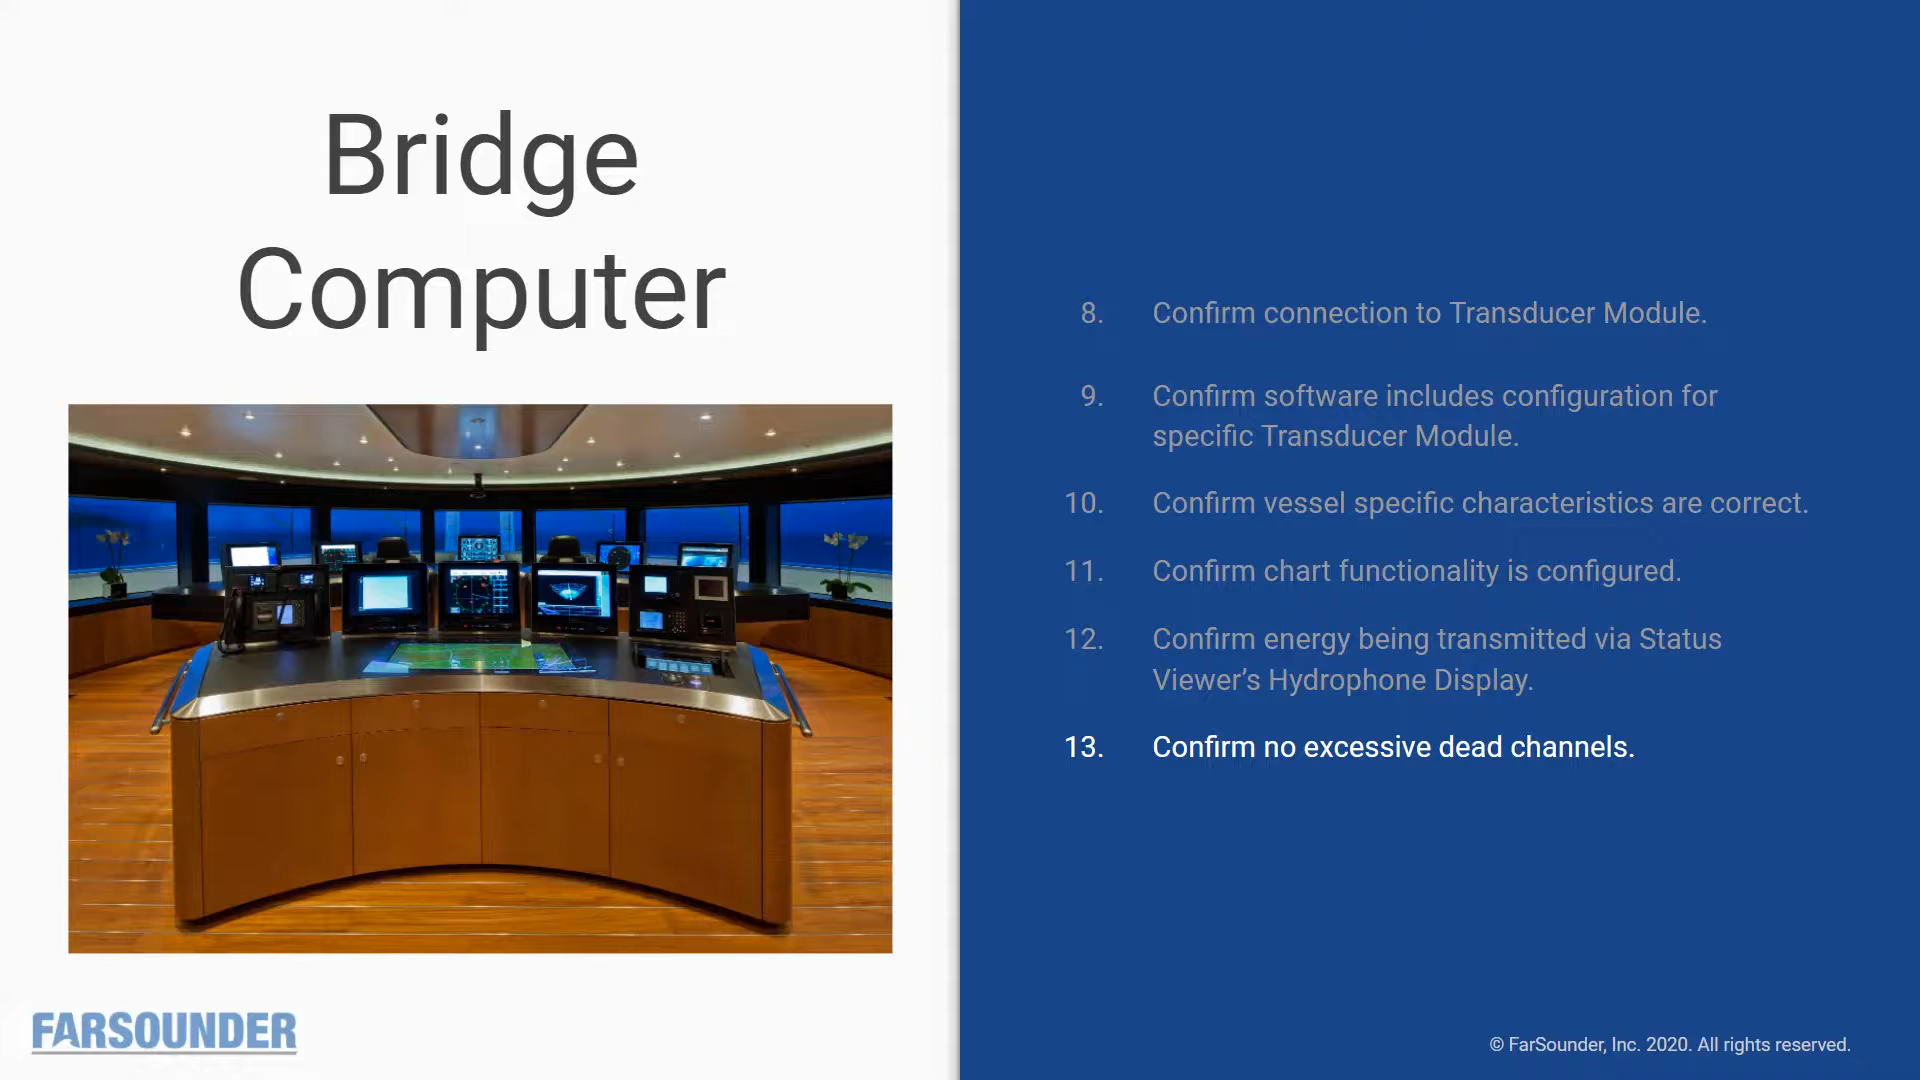 Bridge
Computer
8. Confirm connection to Transducer Module.
9. Confirm software includes configuration for
specific Transducer Module.
10. Confirm vessel specific characteristics are correct.
11. Confirm chart functionality is configured.
12. Confirm energy being transmitted via Status
Viewer’s Hydrophone Display.
13. Confirm no excessive dead channels.
FARSOUNDER
© FarSounder, Inc. 2020. All rights reserved.